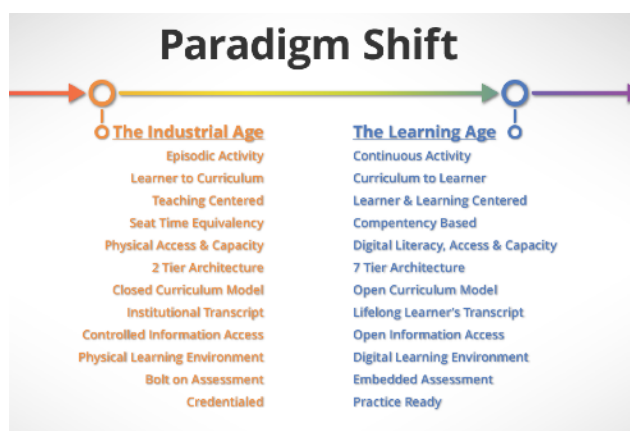 Paradigm Shift
The Industrial Age
Episodic Activity
Learner to Curriculum
Teaching Centered
Seat Time Equivalency
Physical Access & Capacity
2 Tier Architecture
Closed Curriculum Model
Institutional Transcript
Controlled Information Access
Physical Learning Environment
Bolt on Assessment
Credentialed
The Learning Age
Continuous Activity
Curriculum to Learner
Learner & Learning Centered
Compentency Based
Digital Literacy, Access & Capacity
7 Tier Architecture
Open Curriculum Model
Lifelong Learner's Transcript
Open Information Access
Digital Learning Environment
Embedded Assessment
Practice Ready